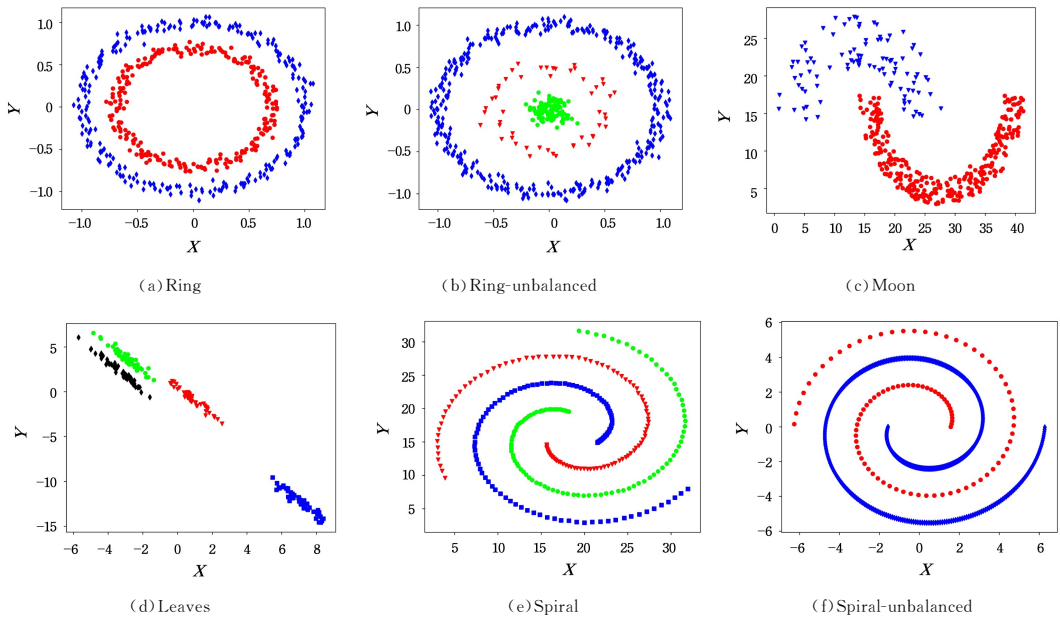 1.0
0.5
0
−0.5
−1.0
Y
−1.0 −0.5 0 0.5 1.0
X
(a)Ring
1.0
0.5
0
−0.5
−1.0
Y
−1.0 −0.5 0 0.5 1.0
X
(b)Ring-unbalanced
25
20
15
10
5
Y
0 5 10 15 20 25 30 35 40
X
(c)Moon
5
0
−5
−10
−15
Y
−6 −4 −2 0 2 4 6 8
X
(d)Leaves
30
25
20
15
10
5
Y
5 10 15 20 25 30
X
(e)Spiral
6
4
2
0
−2
−4
−6
Y
−6 −4 −2 0 2 4 6
X
(f)Spiral-unbalanced